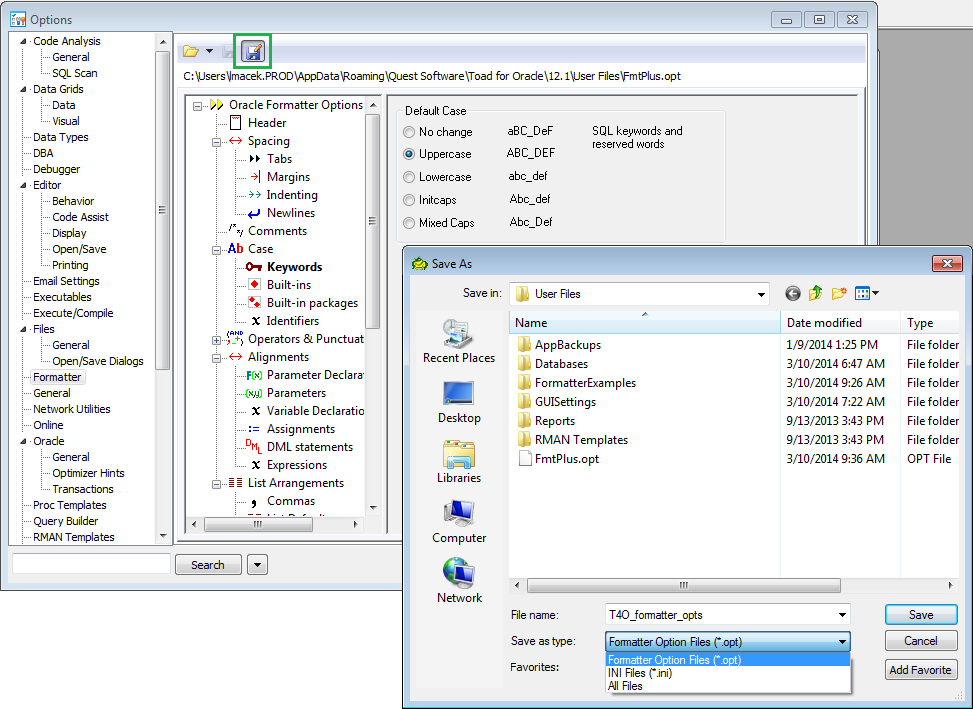 Options
Code Analysis
General
SQL Scan
Data Grids
Data
Visual
Data Types
DBA
Debugger
Editor
Behavior
Code Assist
Display
Open/Save
Printing
Email Settings
Executables
Execute/Compile
Files
General
Open/Save Dialogs
Formatter
General
Network Utilities
Online
Oracle
General
Optimizer Hints
Transactions
Proc Templates
Query Builder
RMAN Templates
Search
C:\Users\lmacek.PROD\AppData\Roaming\Quest Software\Toad for Oracle\12.1\User Files\FmtPlus.opt
Oracle Formatter Options
Header
Spacing
Tabs
Margins
Indenting
Newlines
Comments
Ab Case
Keywords
Built-ins
Built-in packages
x Identifiers
Operators & Punctuat
Alignments
F(x) Parameter Declara
(x,y) Parameters
x Variable Declaratio
:= Assignments
DML DML statements
x Expressions
List Arrangements
, Commas
Default Case
No change aBC_DeF SQL keywords and
reserved words
Uppercase ABC_DEF
Lowercase abc_def
Initcaps Abc_def
Mixed Caps Abc_Def
Save As
Save in: User Files
Recent Places
Desktop
Libraries
Computer
Network
Name Date modified Type
AppBackups 1/9/2014 1:25 PM File folder
Databases 3/10/2014 6:47 AM File folder
FormatterExamples 3/10/2014 9:26 AM File folder
GUISettings 3/10/2014 7:22 AM File folder
Reports 9/13/2013 3:43 PM File folder
RMAN Templates 9/13/2013 3:43 PM File folder
FmtPlus.opt 3/10/2014 9:36 AM OPT File
File name: T4O_formatter_opts Save
Save as type: Formatter Option Files (*.opt) Cancel
Formatter Option Files (*.opt)
Favorites: INI Files (*.ini) Add Favorite
All Files